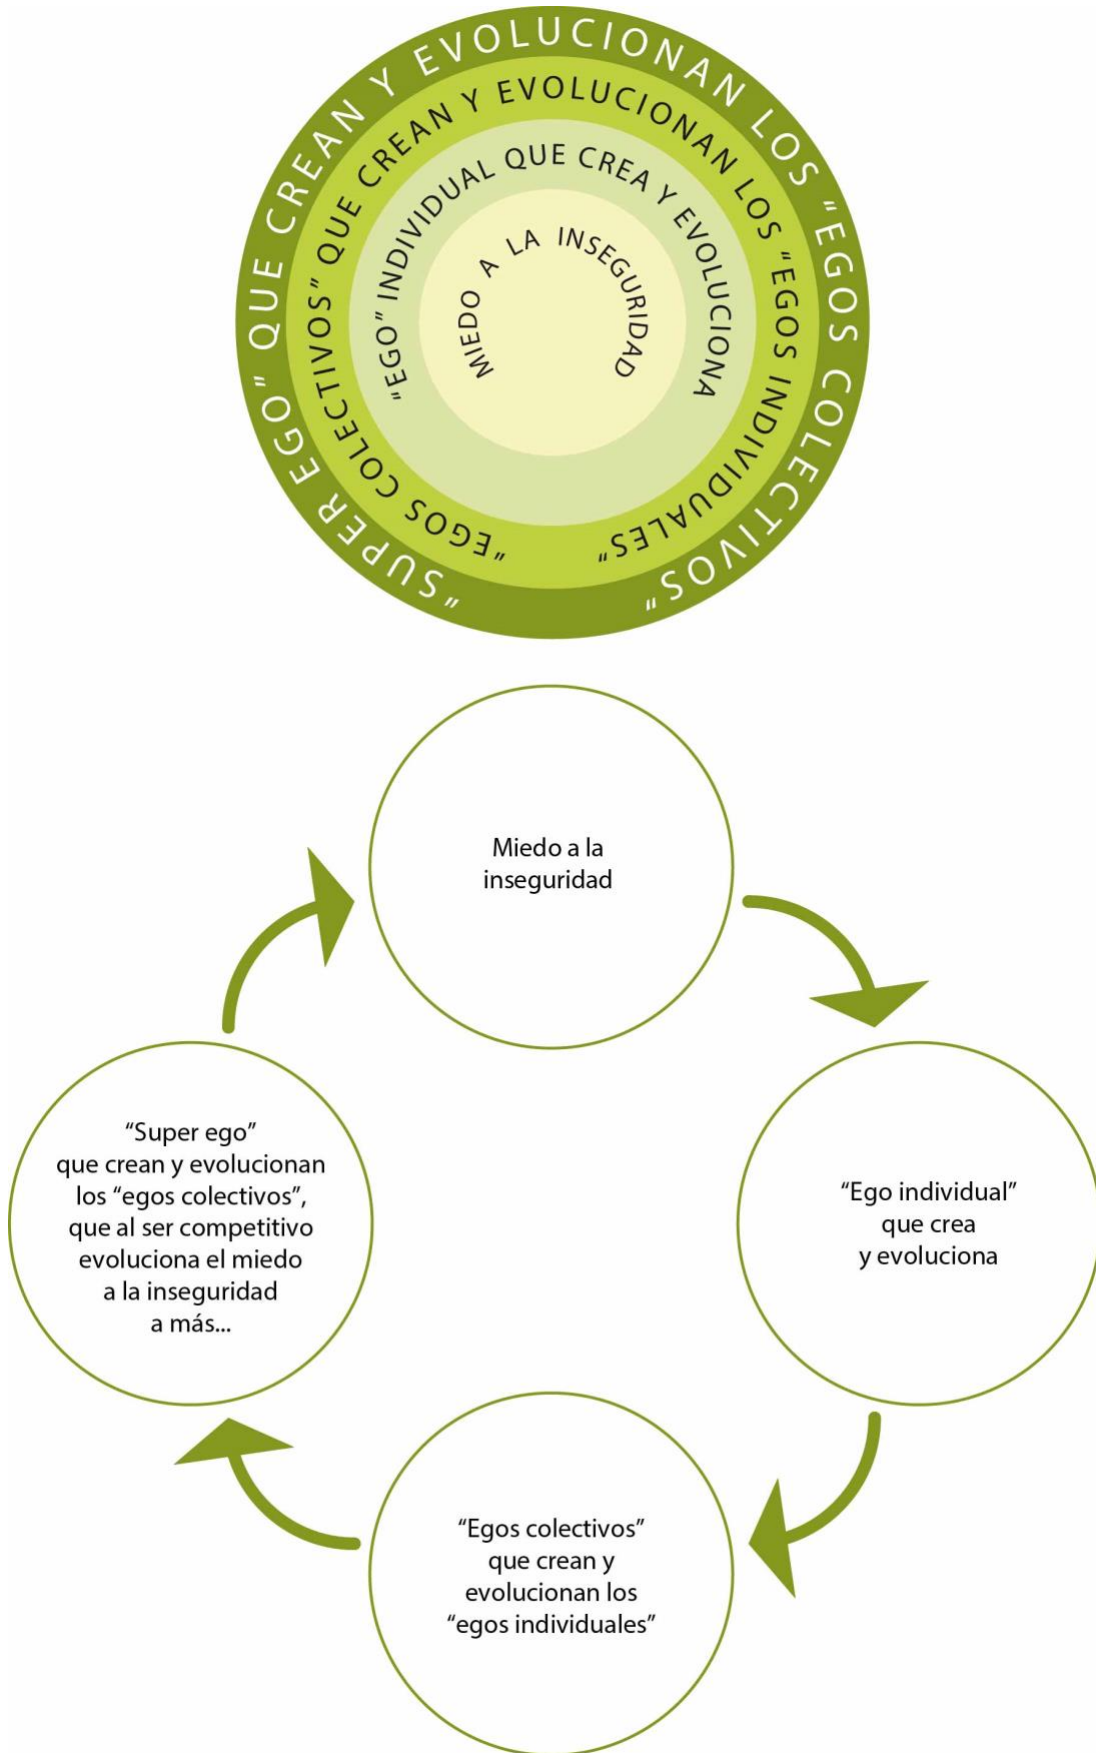 “SUPER EGO” QUE CREAN Y EVOLUCIONAN LOS “EGOS COLECTIVOS”
“EGOS COLECTIVOS” QUE CREAN Y EVOLUCIONAN LOS “EGOS INDIVIDUALES”
“EGO” INDIVIDUAL QUE CREA Y EVOLUCIONA
MIEDO A LA INSEGURIDAD
Miedo a la
inseguridad
“Ego individual”
que crea
y evoluciona
“Egos colectivos”
que crean y
evolucionan los
“egos individuales”
“Super ego”
que crean y evolucionan
los “egos colectivos”,
que al ser competitivo
evoluciona el miedo
a la inseguridad
a más...